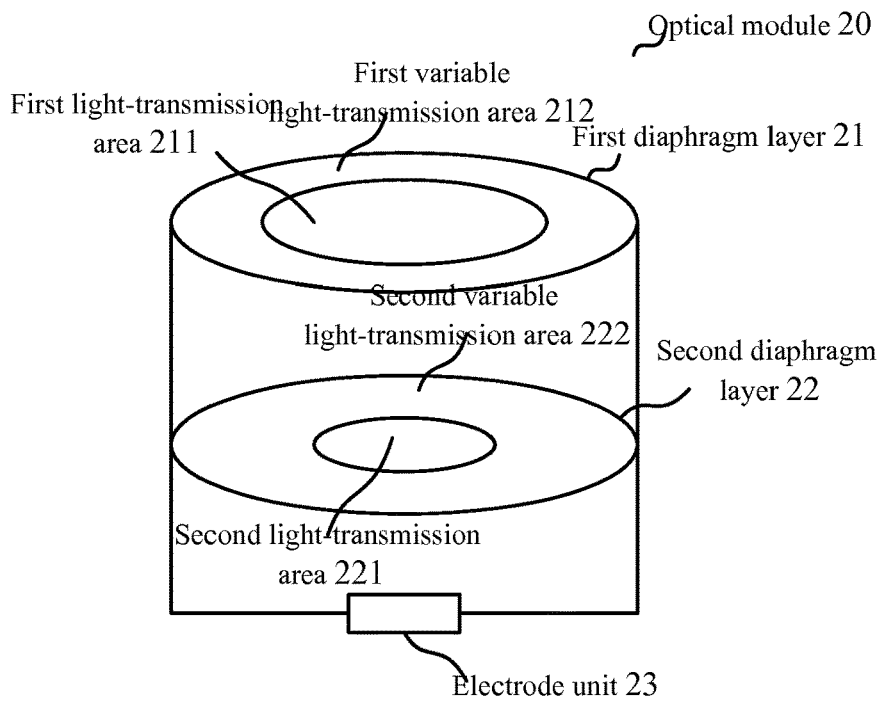 Optical module 20
First variable
light-transmission area 212
First light-transmission
area 211
First diaphragm layer 21
Second variable
light-transmission area 222
Second diaphragm
layer 22
Second light-transmission
area 221
Electrode unit 23